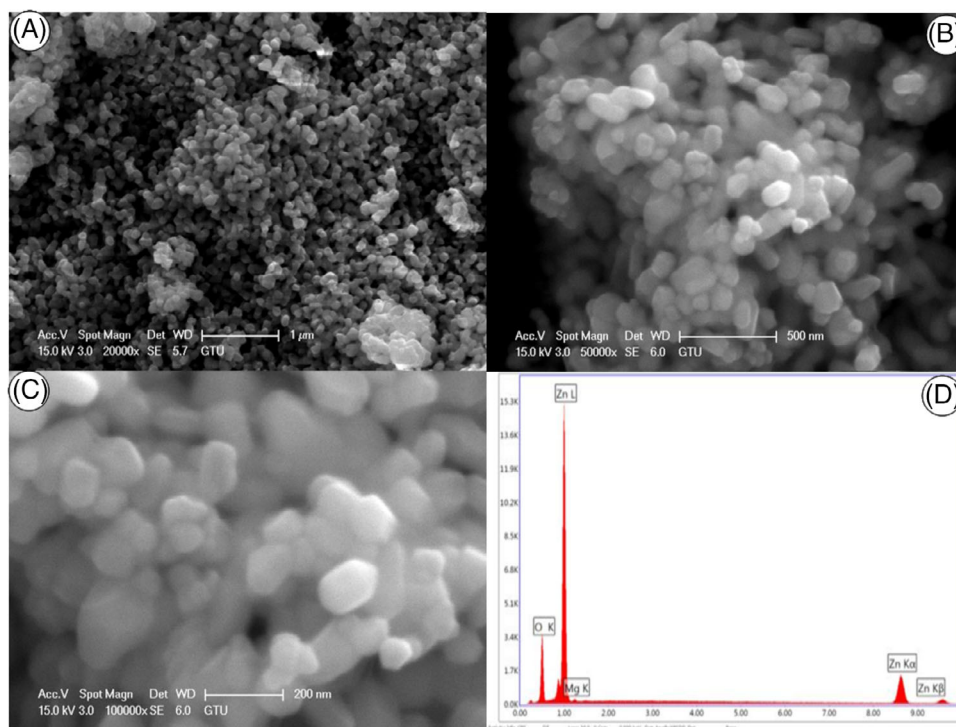 (A)
Acc.V Spot Magn Det WD 1 μm
15.0 kV 3.0 20000x SE 5.7 GTU
(B)
Acc.V Spot Magn Det WD 500 nm
15.0 kV 3.0 50000x SE 6.0 GTU
(C)
Acc.V Spot Magn Det WD 200 nm
15.0 kV 3.0 100000x SE 6.0 GTU
(D)
Zn L
15.3K
13.6K
11.9K
10.2K
8.5K
6.8K
5.1K
3.4K
1.7K
0.0K
O K
Mg K
Zn Kα
Zn Kβ
0.00 1.00 2.00 3.00 4.00 5.00 6.00 7.00 8.00 9.00